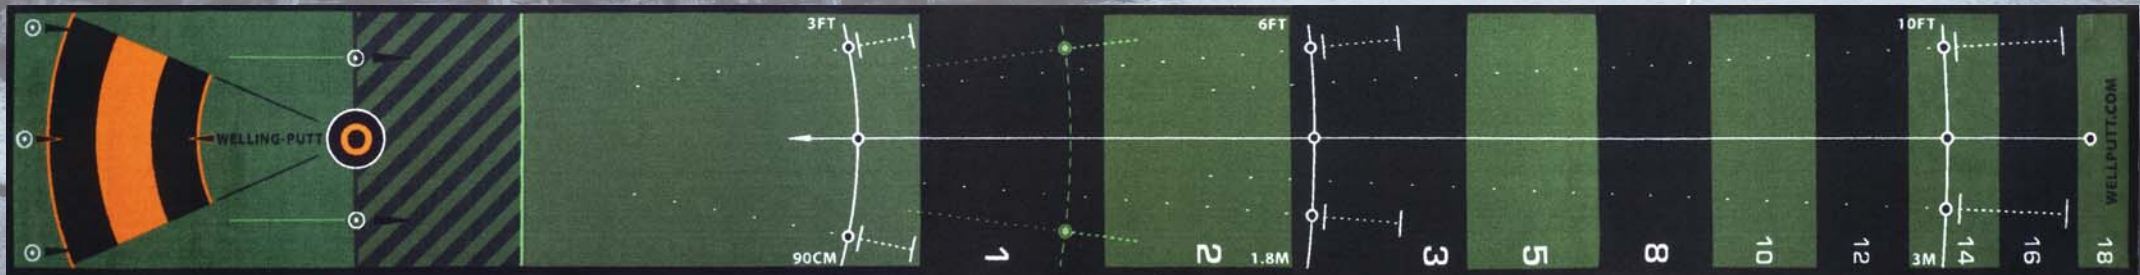 WELLING-PUTT
3FT
90CM
1
2
6FT
1.8M
3
5
8
10
12
10FT
3M
14
16
18
WELLPUTT.COM